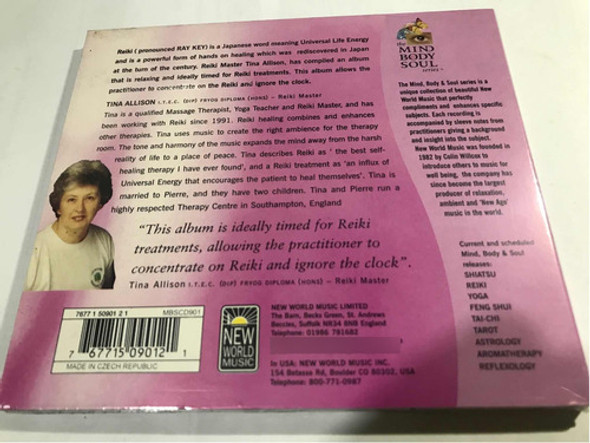 Reiki ( pronounced RAY KEY) is a Japanese word meaning Universal Life Energy
and is a powerful form of hands on healing which was rediscovered in Japan
at the turn of the century. Reiki Master Tina Allison, has compiled an album
that is relaxing and ideally timed for Reiki treatments. This album allows the
practitioner to concentrate on the Reiki and ignore the clock.
TINA ALLISON I.T.E.C. (DIP) FRYOG DIPLOMA (HONS) – Reiki Master
Tina is a qualified Massage Therapist, Yoga Teacher and Reiki Master, and has
been working with Reiki since 1991. Reiki healing combines and enhances
other therapies. Tina uses music to create the right ambience for the therapy
room. The tone and harmony of the music expands the mind away from the harsh
reality of life to a place of peace. Tina describes Reiki as ' the best self-
healing therapy I have ever found', and a Reiki treatment as 'an influx of
Universal Energy that encourages the patient to heal themselves'. Tina is
married to Pierre, and they have two children. Tina and Pierre run a
highly respected Therapy Centre in Southampton, England
"This album is ideally timed for Reiki
treatments, allowing the practitioner to
concentrate on Reiki and ignore the clock".
Tina Allison I.T.E.C. (DIP) FRYOG DIPLOMA (HONS) – Reiki Master
the
MIND
BODY
SOUL
series
The Mind, Body & Soul series is a
unique collection of beautiful New
World Music that perfectly
compliments and enhances specific
subjects. Each recording is
accompanied by sleeve notes from
practitioners giving a background
and insight into the subject.
New World Music was founded in
1982 by Colin Willcox to
introduce others to music for
well being, the company has
since become the largest
producer of relaxation,
ambient and 'New Age'
music in the world.
Current and scheduled
Mind, Body & Soul
releases:
SHIATSU
REIKI
YOGA
FENG SHUI
TAI-CHI
TAROT
ASTROLOGY
AROMATHERAPY
REFLEXOLOGY
7677 1 50901 2 1 MBSCD901
7 67715 09012 1
MADE IN CZECH REPUBLIC
NEW
WORLD
MUSIC
NEW WORLD MUSIC LIMITED
The Barn, Becks Green, St. Andrews
Beccles, Suffolk NR34 8NB England
Telephone: 01986 781682
In USA: NEW WORLD MUSIC INC.
154 Betasso Rd, Boulder CO 80302, USA
Telephone: 800-771-0987